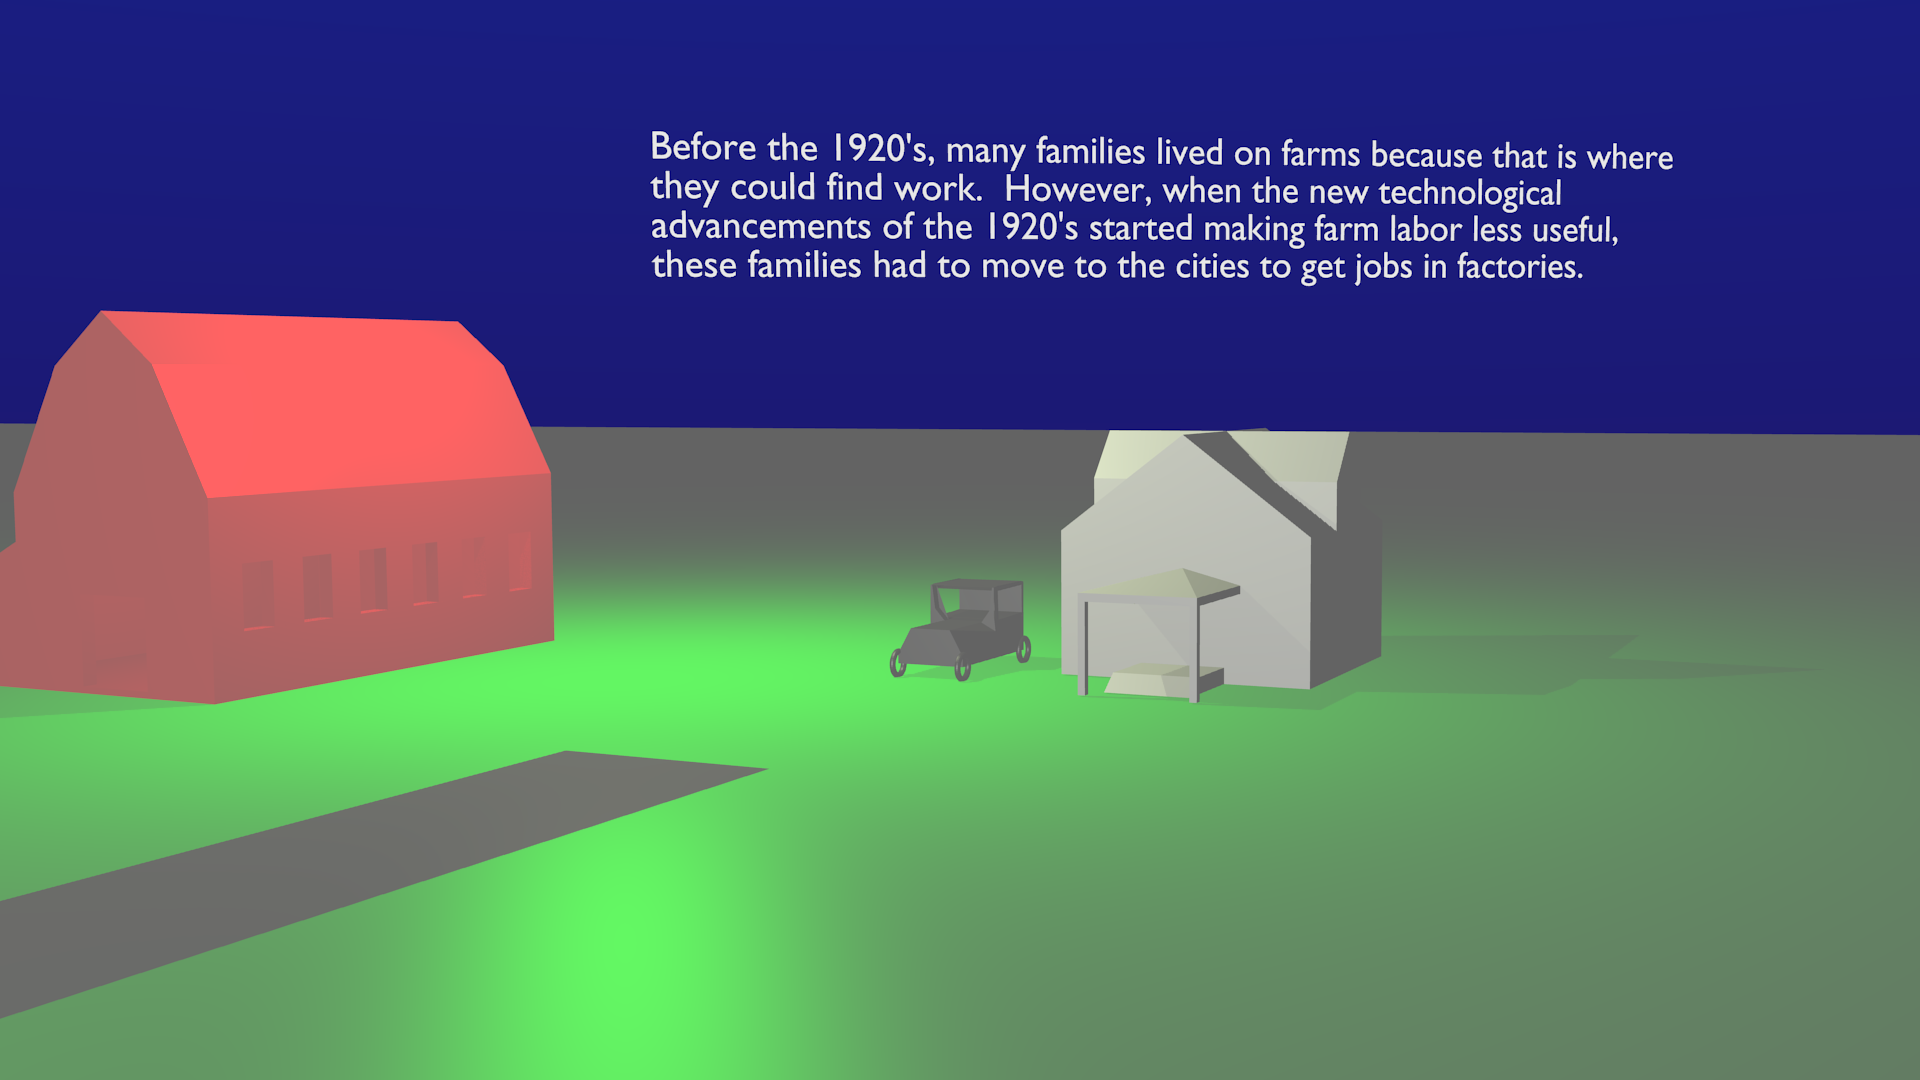 Before the 1920's, many families lived on farms because that is where
they could find work.  However, when the new technological
advancements of the 1920's started making farm labor less useful,
these families had to move to the cities to get jobs in factories.